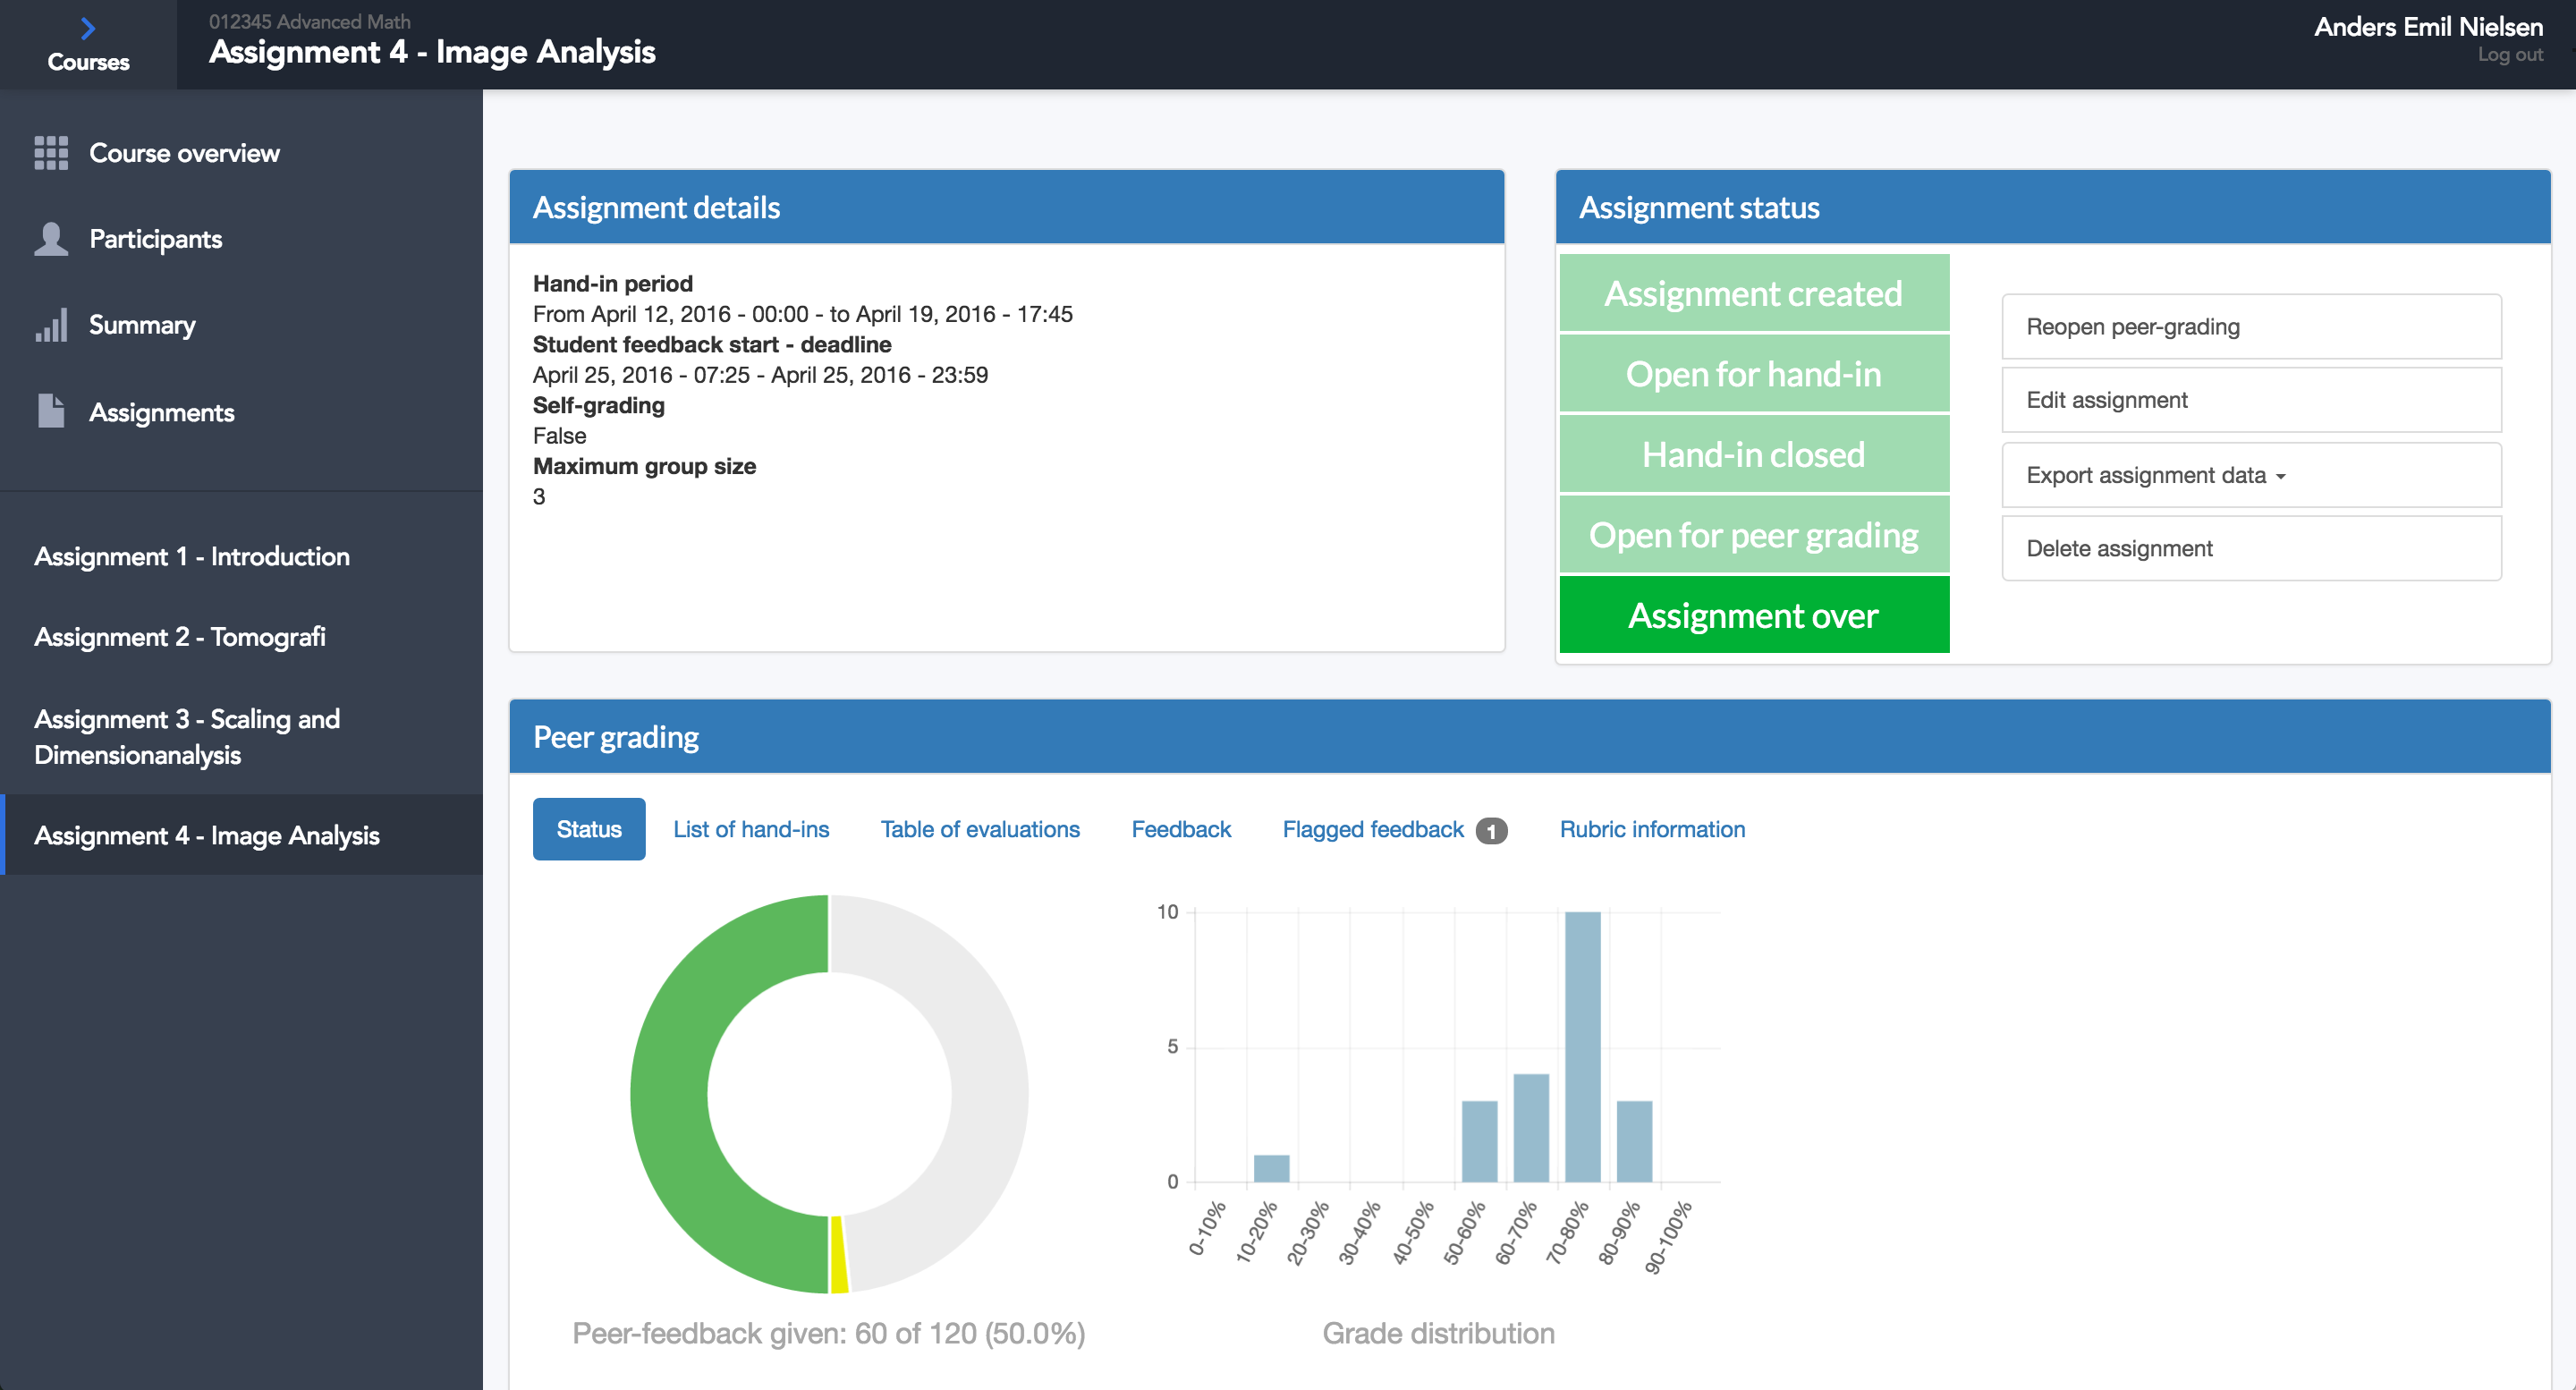 Courses
012345 Advanced Math
Assignment 4 - Image Analysis
Anders Emil Nielsen
Log out
Course overview
Participants
Summary
Assignments
Assignment 1 - Introduction
Assignment 2 - Tomografi
Assignment 3 - Scaling and
Dimensionanalysis
Assignment 4 - Image Analysis
Assignment details
Hand-in period
From April 12, 2016 - 00:00 - to April 19, 2016 - 17:45
Student feedback start - deadline
April 25, 2016 - 07:25 - April 25, 2016 - 23:59
Self-grading
False
Maximum group size
3
Assignment status
Assignment created
Open for hand-in
Hand-in closed
Open for peer grading
Assignment over
Reopen peer-grading
Edit assignment
Export assignment data
Delete assignment
Peer grading
Status
List of hand-ins
Table of evaluations
Feedback
Flagged feedback 1
Rubric information
Peer-feedback given: 60 of 120 (50.0%)
10
5
0
0-10%
10-20%
20-30%
30-40%
40-50%
50-60%
60-70%
70-80%
80-90%
90-100%
Grade distribution